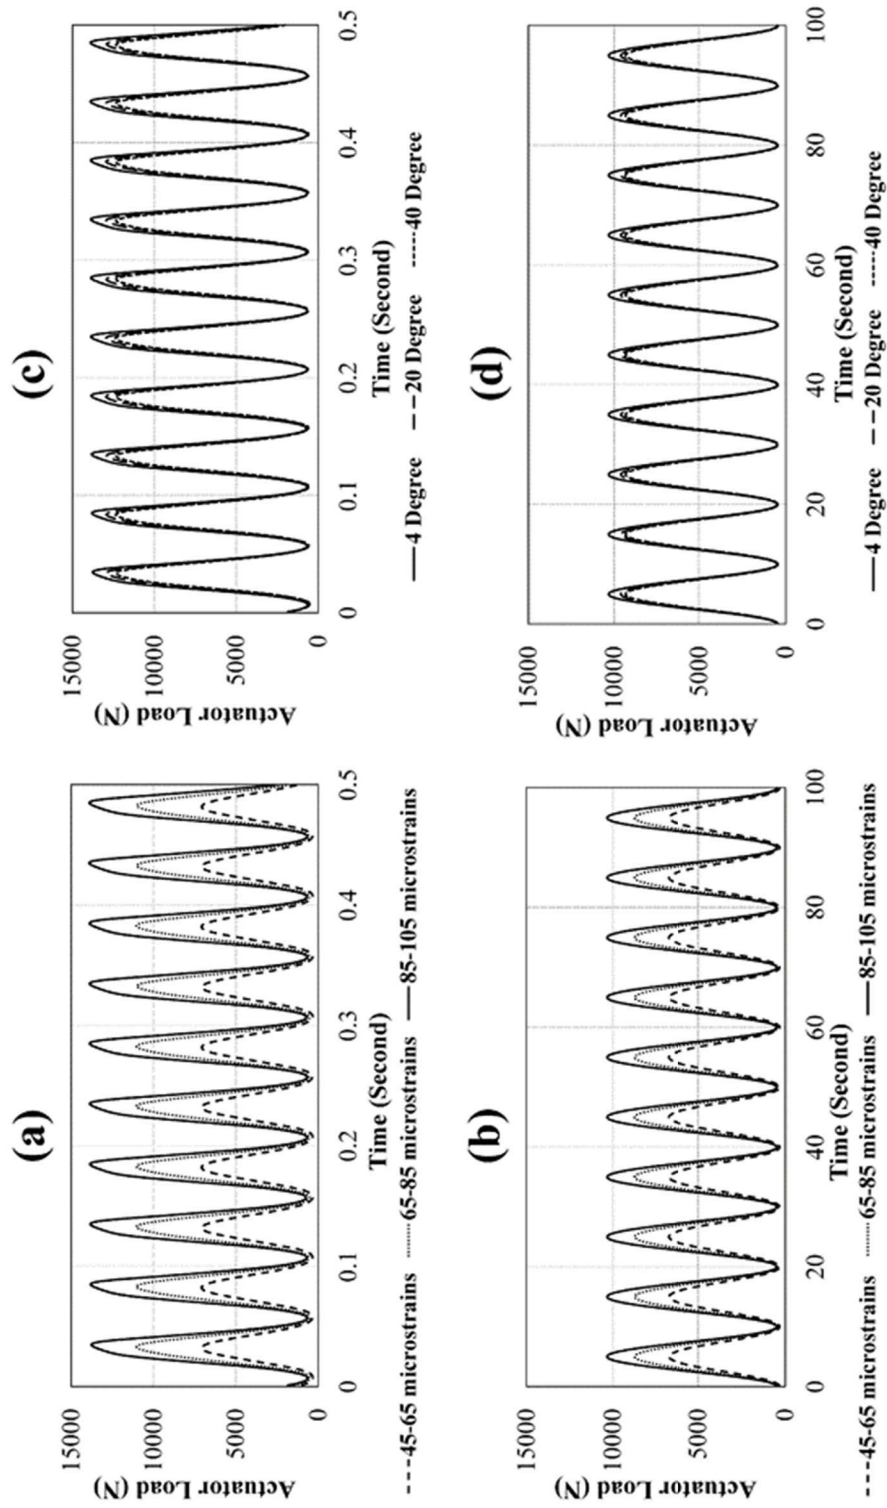 (a)
Actuator Load (N)
15000
10000
5000
0
0 0.1 0.2 0.3 0.4 0.5
Time (Second)
45-65 microstrains 65-85 microstrains 85-105 microstrains
(c)
Actuator Load (N)
15000
10000
5000
0
0 0.1 0.2 0.3 0.4 0.5
Time (Second)
4 Degree 20 Degree 40 Degree
(b)
Actuator Load (N)
15000
10000
5000
0
0 20 40 60 80 100
Time (Second)
45-65 microstrains 65-85 microstrains 85-105 microstrains
(d)
Actuator Load (N)
15000
10000
5000
0
0 20 40 60 80 100
Time (Second)
4 Degree 20 Degree 40 Degree